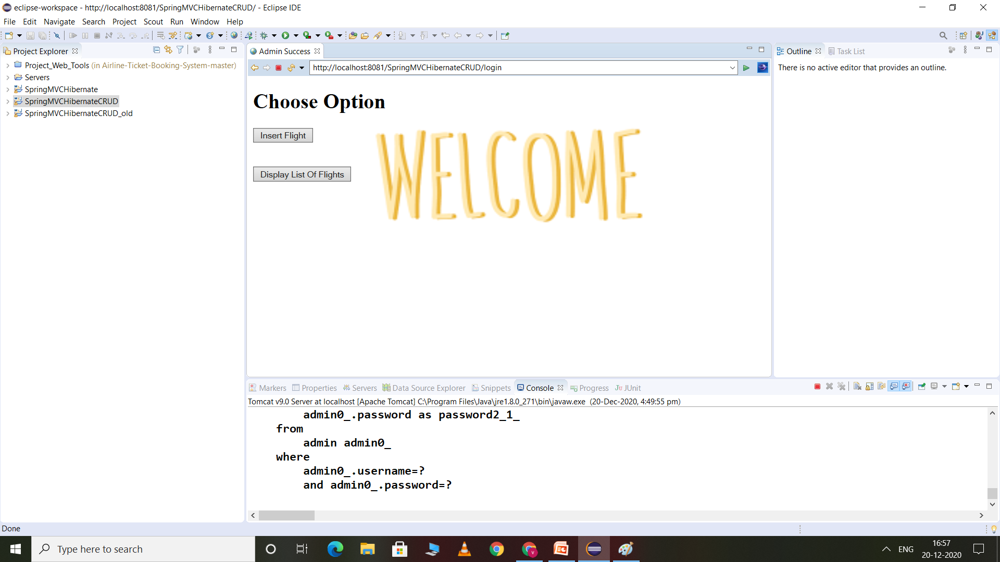 eclipse-workspace - http://localhost:8081/SpringMVCHibernateCRUD/ - Eclipse IDE
File Edit Navigate Search Project Scout Run Window Help
Project Explorer
Project_Web_Tools (in Airline-Ticket-Booking-System-master)
Servers
SpringMVCHibernate
SpringMVCHibernateCRUD
SpringMVCHibernateCRUD_old
Admin Success
http://localhost:8081/SpringMVCHibernateCRUD/login
Choose Option
Insert Flight
Display List Of Flights
WELCOME
Outline Task List
There is no active editor that provides an outline.
Markers Properties Servers Data Source Explorer Snippets Console Progress JUnit
Tomcat v9.0 Server at localhost [Apache Tomcat] C:\Program Files\Java\jre1.8.0_271\bin\javaw.exe (20-Dec-2020, 4:49:55 pm)
admin0_.password as password2_1_
from
admin admin0_
where
admin0_.username=?
and admin0_.password=?
Done
Type here to search
ENG
16:57
20-12-2020